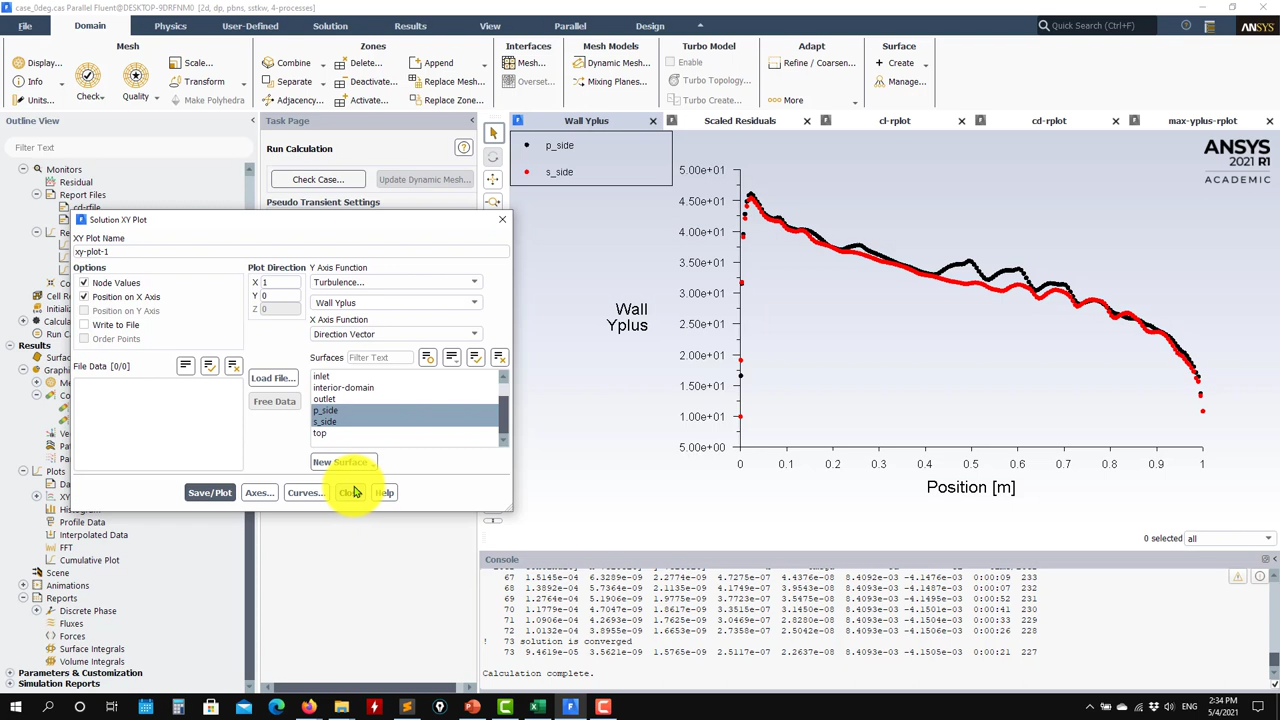 case_0deg.cas Parallel Fluent@DESKTOP-9DRFNM0 [2d, dp, pbns, sstkw, 4-processes]
File Domain Physics User-Defined Solution Results View Parallel Design Quick Search (Ctrl+F) ANSYS
Mesh Zones Interfaces Mesh Models Turbo Model Adapt Surface
Display... Scale... Combine Delete... Append Mesh... Dynamic Mesh... Enable Refine / Coarsen... Create
Info Transform Separate Deactivate... Replace Mesh... Overset... Mixing Planes... Turbo Topology... Manage...
Units... Check Quality Make Polyhedra Adjacency... Activate... Replace Zone... Turbo Create... More
Outline View Task Page Wall Yplus Scaled Residuals cl-rplot cd-rplot max-yplus-rplot
Filter Text
Run Calculation
Check Case... Update Dynamic Mesh...
Pseudo Transient Settings
Monitors
Residual
Report Files
cd-rfile
Solution XY Plot
XY Plot Name
xy-plot-1
Options Plot Direction Y Axis Function
Node Values X 1 Turbulence...
Position on X Axis Y 0 Wall Yplus
Position on Y Axis Z 0
Write to File X Axis Function
Order Points Direction Vector
File Data [0/0] Surfaces Filter Text
Load File...
Free Data
inlet
interior-domain
outlet
p_side
s_side
top
New Surface
Save/Plot Axes... Curves... Help
Cell Re
Initializ
Calcula
Run C
Results
Surface
Graphi
Plots
Profile Data
Interpolated Data
FFT
Cumulative Plot
Scene
Animations
Reports
Discrete Phase
Fluxes
Forces
Surface Integrals
Volume Integrals
Parameters & Customization
Simulation Reports
p_side
s_side
ANSYS
2021 R1
ACADEMIC
5.00e+01
4.50e+01
4.00e+01
3.50e+01
3.00e+01
2.50e+01
2.00e+01
1.50e+01
1.00e+01
5.00e+00
Wall
Yplus
0 0.1 0.2 0.3 0.4 0.5 0.6 0.7 0.8 0.9 1
Position [m]
0 selected all
Console
67 1.5145e-04 6.3289e-09 2.2774e-09 4.7275e-07 4.4376e-08 8.4092e-03 -4.1476e-03 0:00:09 233
68 1.3892e-04 5.7364e-09 2.1135e-09 4.1749e-07 3.9538e-08 8.4092e-03 -4.1491e-03 0:00:06 232
69 1.2764e-04 5.1906e-09 1.9775e-09 3.7723e-07 3.5475e-08 8.4092e-03 -4.1495e-03 0:00:52 231
70 1.1779e-04 4.7047e-09 1.8617e-09 3.3515e-07 3.1450e-08 8.4092e-03 -4.1501e-03 0:00:41 230
71 1.0906e-04 4.2693e-09 1.7625e-09 3.0469e-07 2.8280e-08 8.4093e-03 -4.1501e-03 0:00:33 229
72 1.0132e-04 3.8955e-09 1.6653e-09 2.7358e-07 2.5042e-08 8.4093e-03 -4.1504e-03 0:00:26 228
! 73 solution is converged
73 9.4619e-05 3.5621e-09 1.5765e-09 2.5117e-07 2.2697e-08 8.4093e-03 -4.1505e-03 0:00:21 227
Calculation complete.
ENG 2:34 PM
5/4/2021